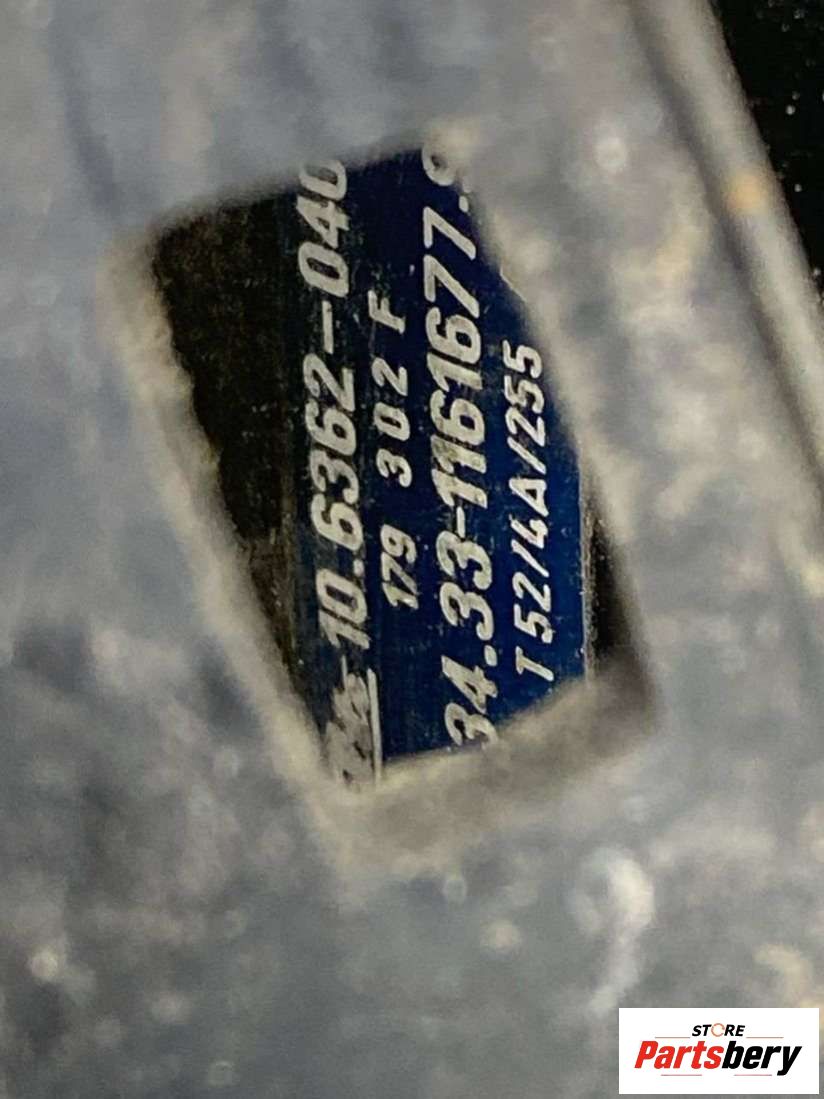 10.6362-040
179 302 F
34.33-1161677.9
T 52/4A/255
STORE
Partsbery